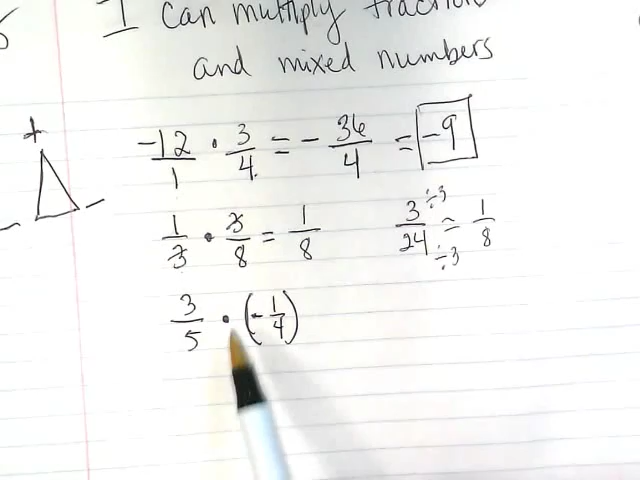 I can multiply fraction
and mixed numbers
+
-12/1 · 3/4 = - 36/4 = -9
- -
1/3 · 3/8 = 1/8
3/24 ÷3 ÷3 = 1/8
3/5 · (-1/4)